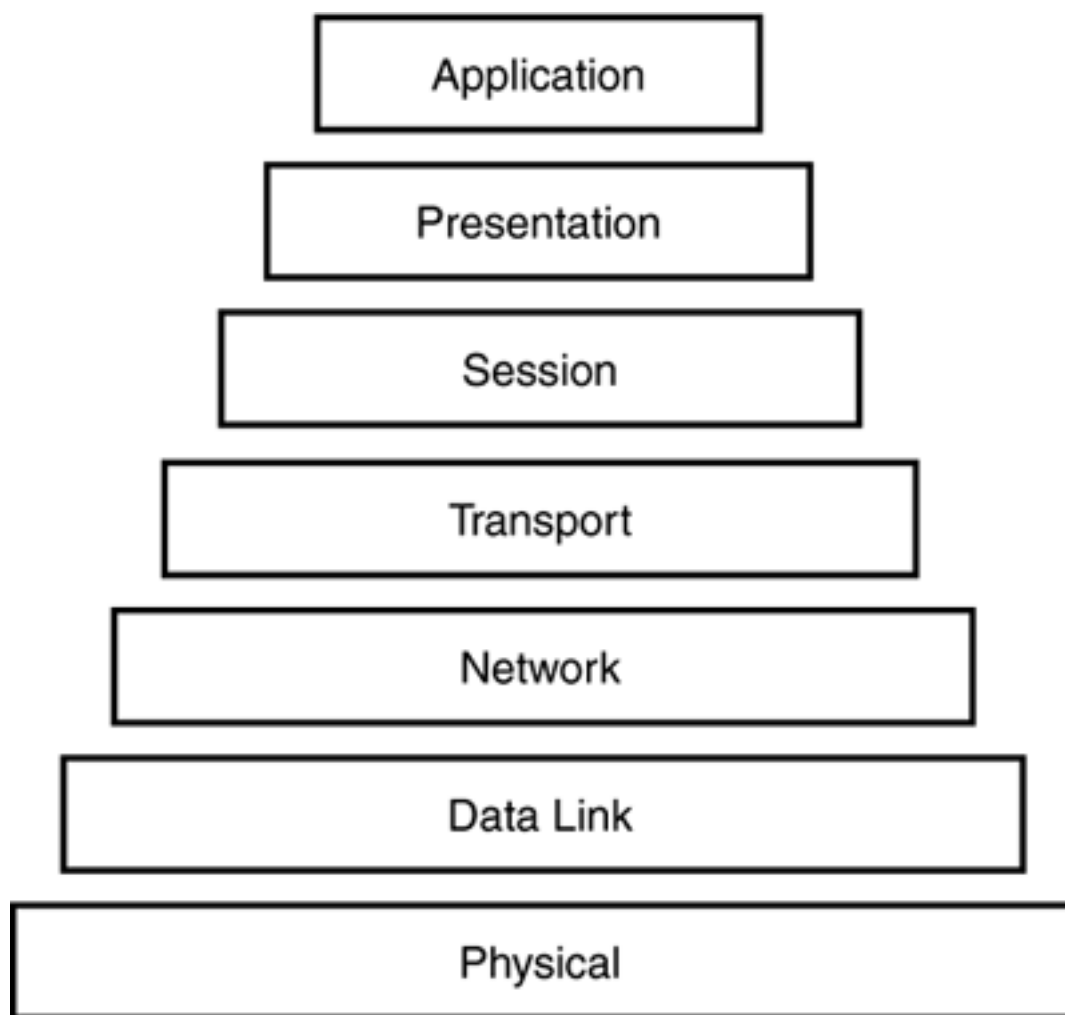 Application
Presentation
Session
Transport
Network
Data Link
Physical